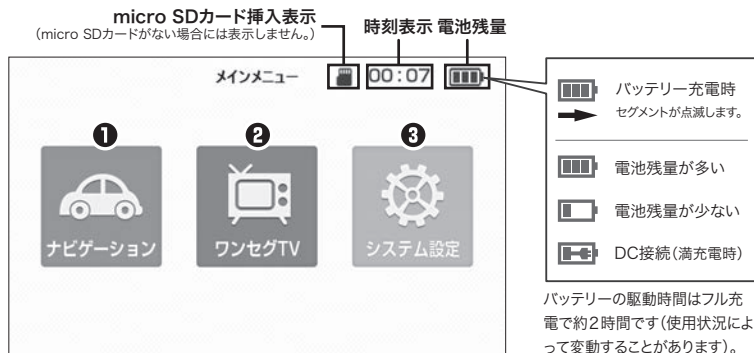 micro SDカード挿入表示
(micro SDカードがない場合には表示しません。)
時刻表示 電池残量
メインメニュー
00:07
❶
❷
❸
ナビゲーション
ワンセグTV
システム設定
バッテリー充電時
セグメントが点滅します。
電池残量が多い
電池残量が少ない
DC接続(満充電時)
バッテリーの駆動時間はフル充
電で約2時間です(使用状況によ
って変動することがあります)。